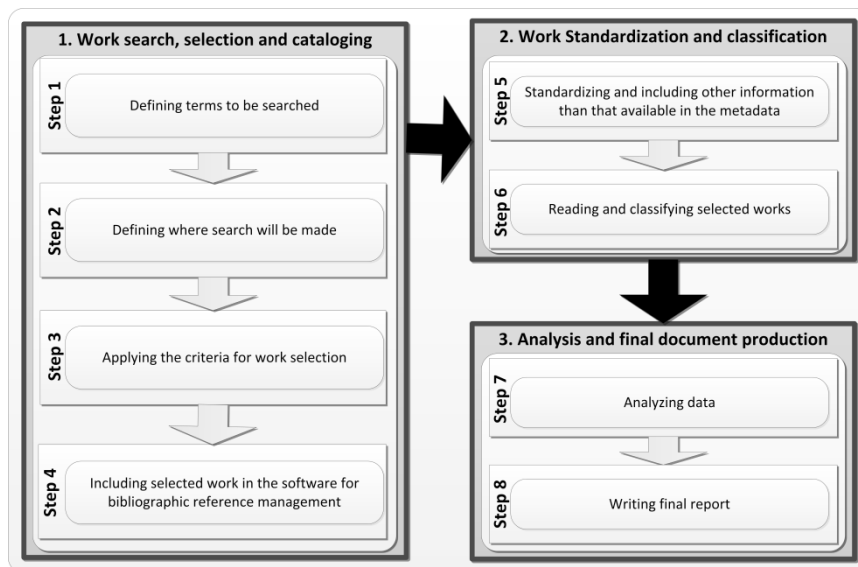 1. Work search, selection and cataloging
Step 1
Defining terms to be searched
Step 2
Defining where search will be made
Step 3
Applying the criteria for work selection
Step 4
Including selected work in the software for
bibliographic reference management
2. Work Standardization and classification
Step 5
Standardizing and including other information
than that available in the metadata
Step 6
Reading and classifying selected works
3. Analysis and final document production
Step 7
Analyzing data
Step 8
Writing final report